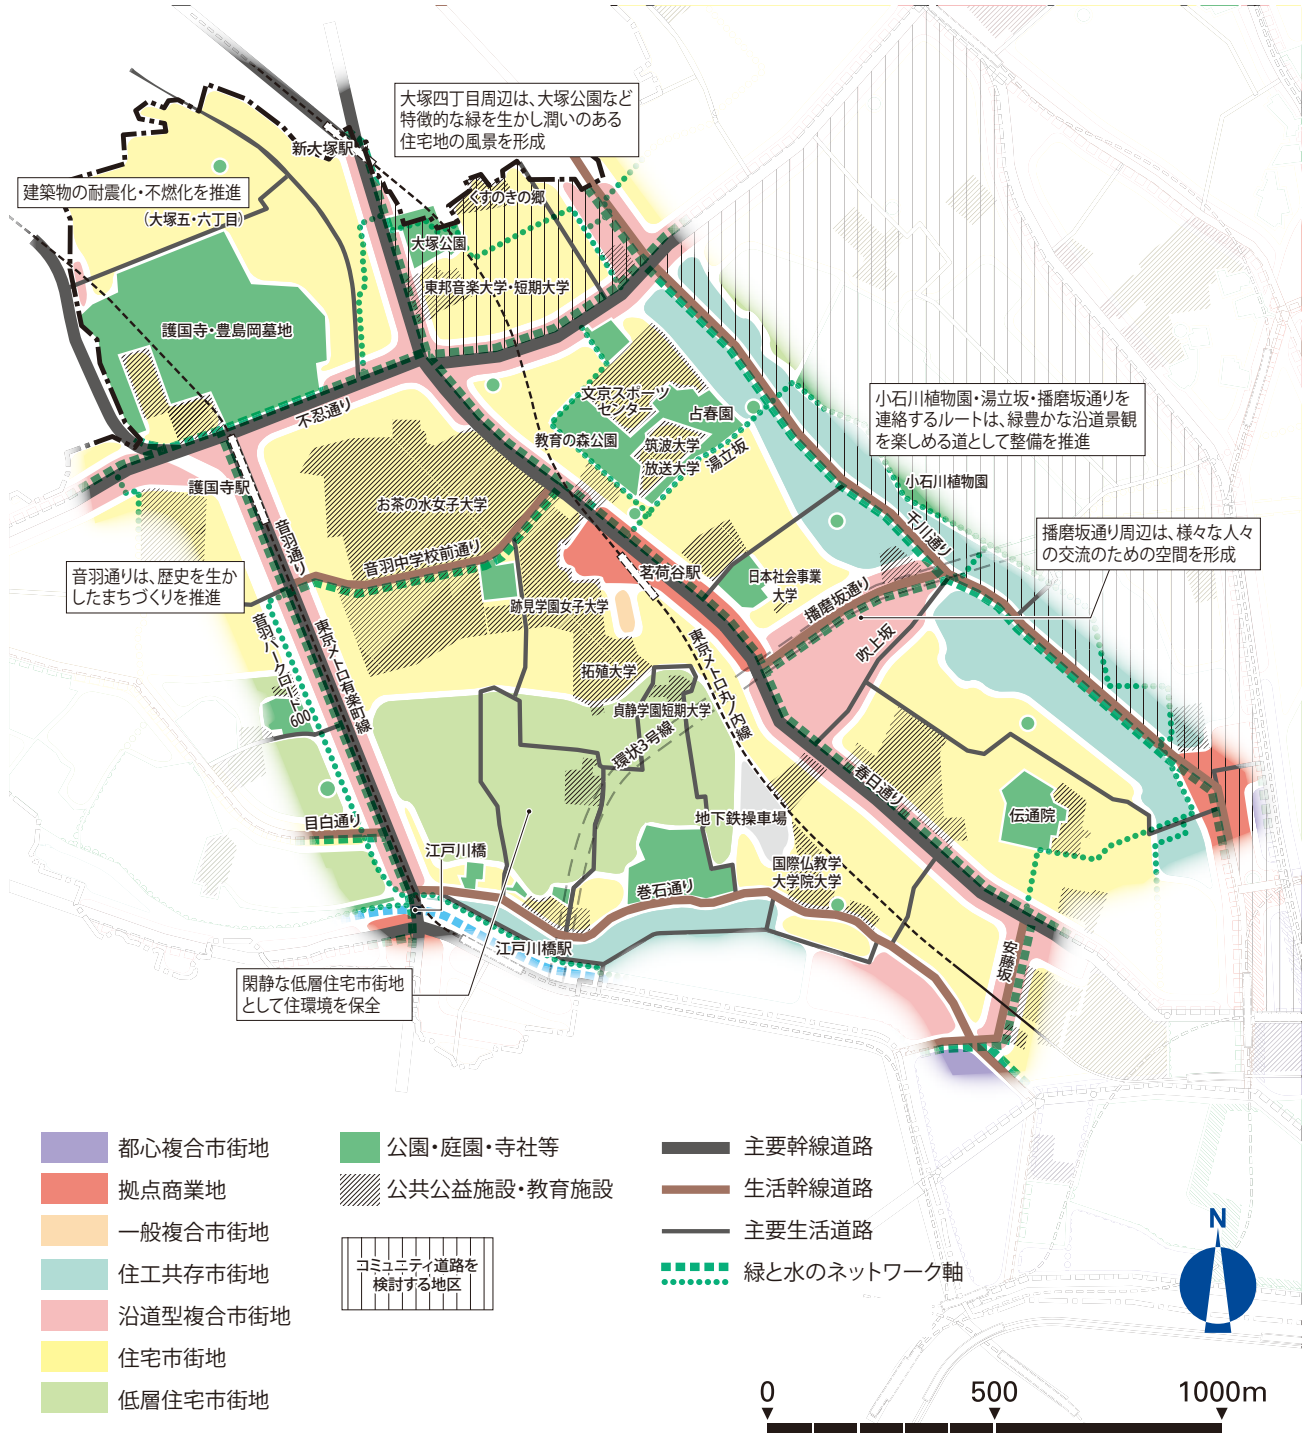 大塚四丁目周辺は、大塚公園など
特徴的な緑を生かし潤いのある
住宅地の風景を形成
新大塚駅
建築物の耐震化・不燃化を推進
(大塚五・六丁目)
くすのきの郷
大塚公園
東邦音楽大学・短期大学
護国寺・豊島岡墓地
不忍通り
文京スポーツ
センター
占春園
教育の森公園
筑波大学
放送大学
湯立坂
小石川植物園・湯立坂・播磨坂通りを
連絡するルートは、緑豊かな沿道景観
を楽しめる道として整備を推進
小石川植物園
千川通り
護国寺駅
お茶の水女子大学
音羽通り
音羽中学校前通り
播磨坂通り周辺は、様々な人々
の交流のための空間を形成
音羽通りは、歴史を生か
したまちづくりを推進
茗荷谷駅
日本社会事業
大学
播磨坂通り
跡見学園女子大学
吹上坂
音羽パークロード
600
東京メトロ有楽町線
東京メトロ丸ノ内線
拓殖大学
貞静学園短期大学
環状3号線
春日通り
目白通り
地下鉄操車場
伝通院
江戸川橋
国際仏教学
大学院大学
巻石通り
江戸川橋駅
安藤坂
閑静な低層住宅市街地
として住環境を保全
都心複合市街地
拠点商業地
一般複合市街地
住工共存市街地
沿道型複合市街地
住宅市街地
低層住宅市街地
公園・庭園・寺社等
公共公益施設・教育施設
コミュニティ道路を
検討する地区
主要幹線道路
生活幹線道路
主要生活道路
緑と水のネットワーク軸
N
0 500 1000m